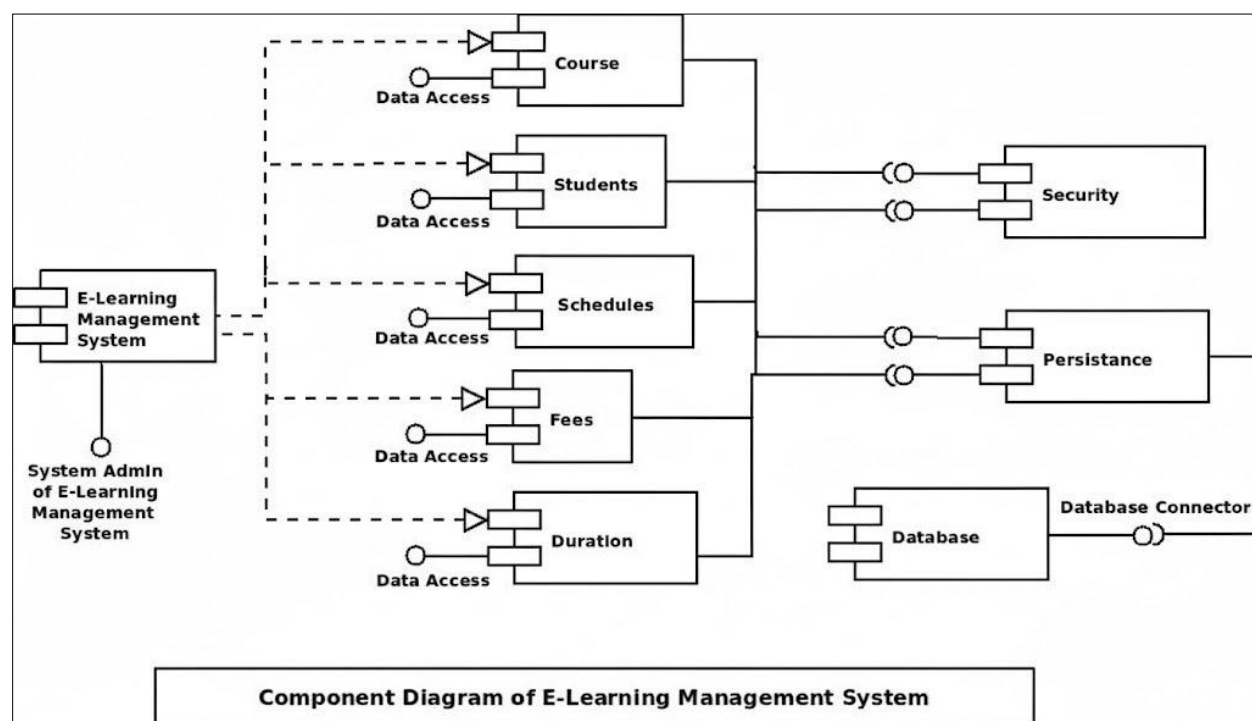 Course
Data Access
Students
Data Access
Security
E-Learning
Management
System
Schedules
Data Access
Persistance
Fees
Data Access
System AdmIn
of E-Learning
Management
System
Duration
Data Access
Database Connector
Database
Component Diagram of E-Learning Management System